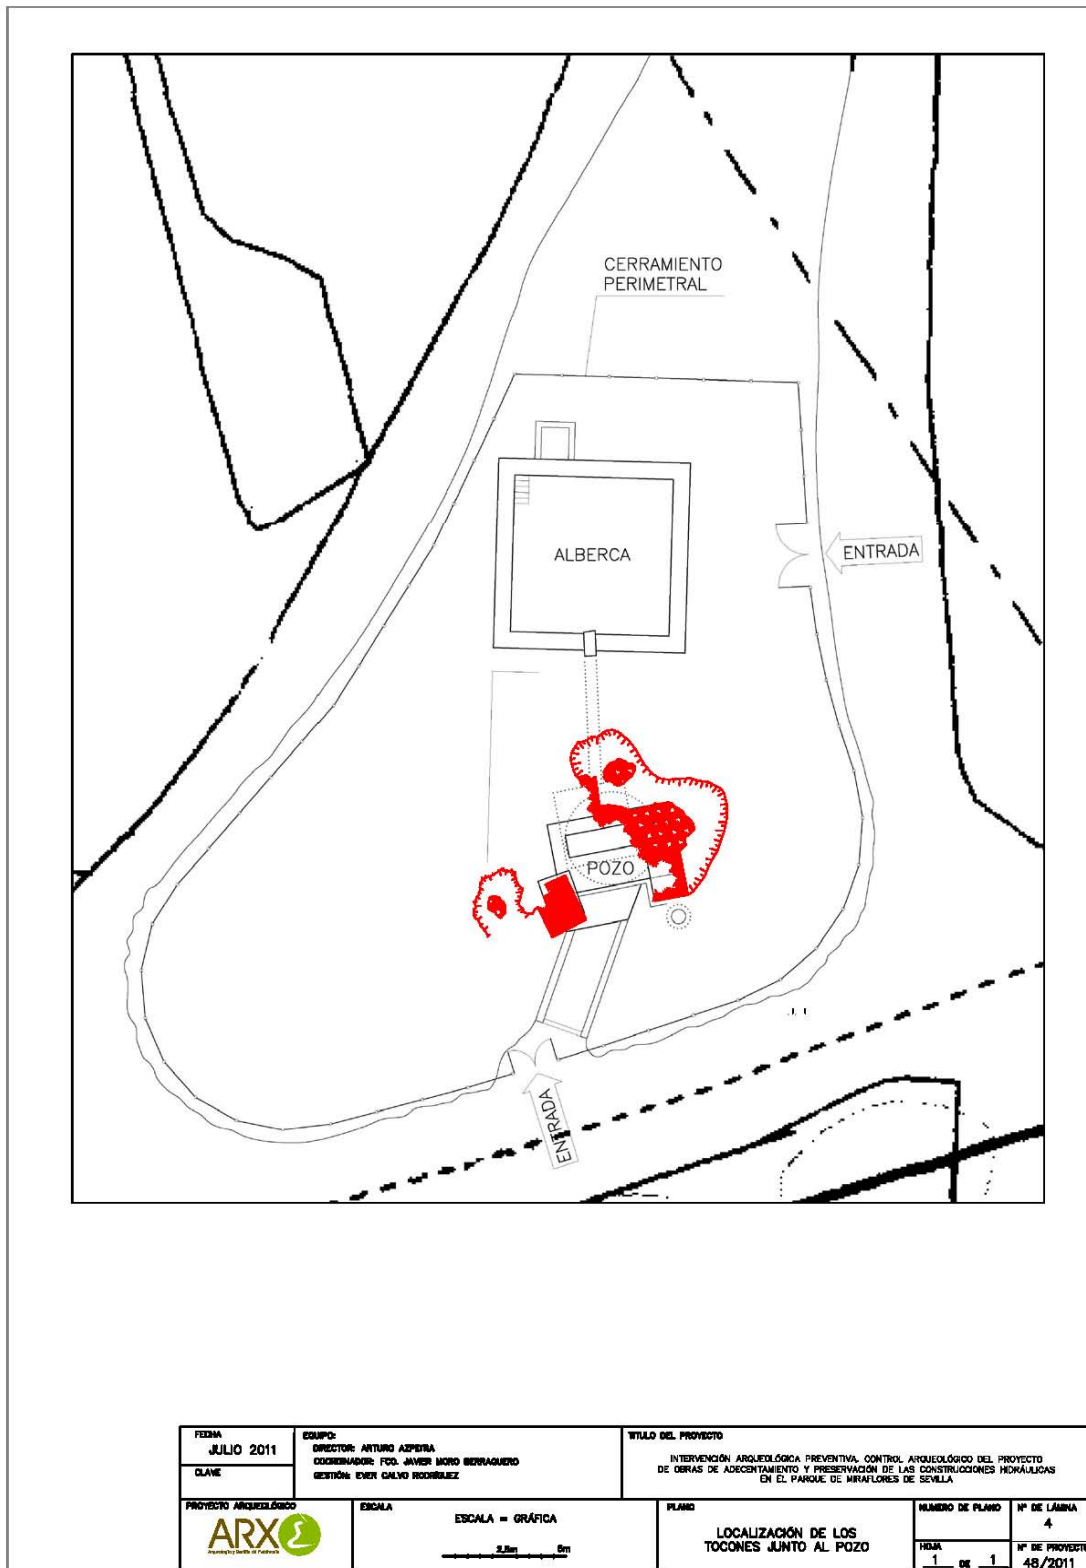 CERRAMIENTO
PERIMETRAL
ALBERCA
ENTRADA
POZO
ENTRADA
FECHA
JULIO 2011
CLAVE
EQUIPO:
DIRECTOR: ARTURO AZPEITIA
COORDINADOR: FCO. JAVIER MORO BERRAQUERO
GESTIÓN: EVER CALVO RODRÍGUEZ
TITULO DEL PROYECTO
INTERVENCIÓN ARQUEOLÓGICA PREVENTIVA. CONTROL ARQUEOLÓGICO DEL PROYECTO
DE OBRAS DE ADECENTAMIENTO Y PRESERVACIÓN DE LAS CONSTRUCCIONES HIDRÁULICAS
EN EL PARQUE DE MIRAFLORES DE SEVILLA
PROYECTO ARQUEOLÓGICO
ARX
Arqueología y Gestión del Patrimonio
ESCALA
ESCALA = GRÁFICA
2,5m 5m
PLANO
LOCALIZACIÓN DE LOS
TOCONES JUNTO AL POZO
NUMERO DE PLANO
Nº DE LÁMINA
4
HOJA
1 DE 1
Nº DE PROYECTO
48/2011